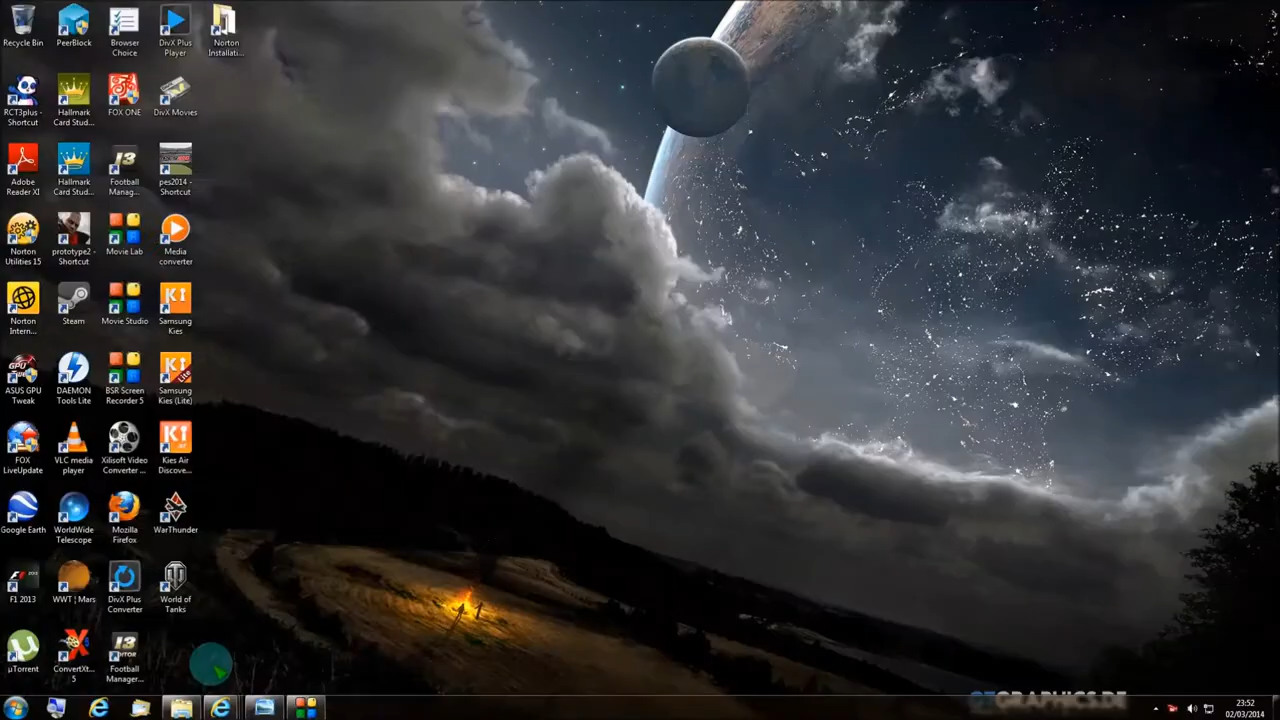 Recycle Bin
PeerBlock
Browser
Choice
DivX Plus
Player
Norton
Installati...
RCT3plus -
Shortcut
Hallmark
Card Stud...
FOX ONE
DivX Movies
Adobe
Reader XI
Hallmark
Card Stud...
Football
Manag...
pes2014 -
Shortcut
Norton
Utilities 15
prototype2 -
Shortcut
Movie Lab
Media
converter
Norton
Intern...
Steam
Movie Studio
Samsung
Kies
ASUS GPU
Tweak
DAEMON
Tools Lite
BSR Screen
Recorder 5
Samsung
Kies (Lite)
FOX
LiveUpdate
VLC media
player
Xilisoft Video
Converter ...
Kies Air
Discove...
Google Earth
WorldWide
Telescope
Mozilla
Firefox
WarThunder
F1 2013
WWT ¦ Mars
DivX Plus
Converter
World of
Tanks
µTorrent
ConvertXt...
5
Football
Manager...
23:52
02/03/2014